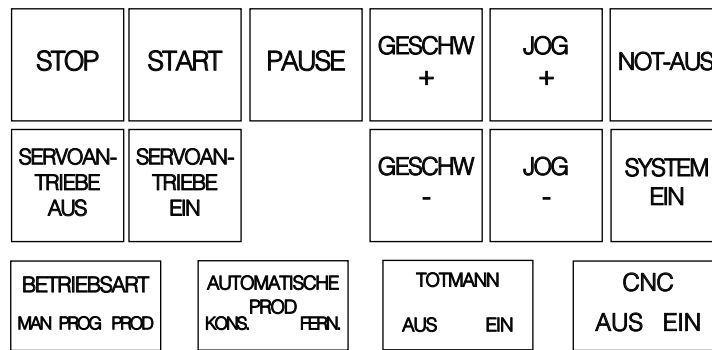 STOP
START
PAUSE
GESCHW
+
JOG
+
NOT-AUS
SERVOAN-
TRIEBE
AUS
SERVOAN-
TRIEBE
EIN
GESCHW
-
JOG
-
SYSTEM
EIN
BETRIEBSART
MAN PROG PROD
AUTOMATISCHE
PROD
KONS. FERN.
TOTMANN
AUS EIN
CNC
AUS EIN